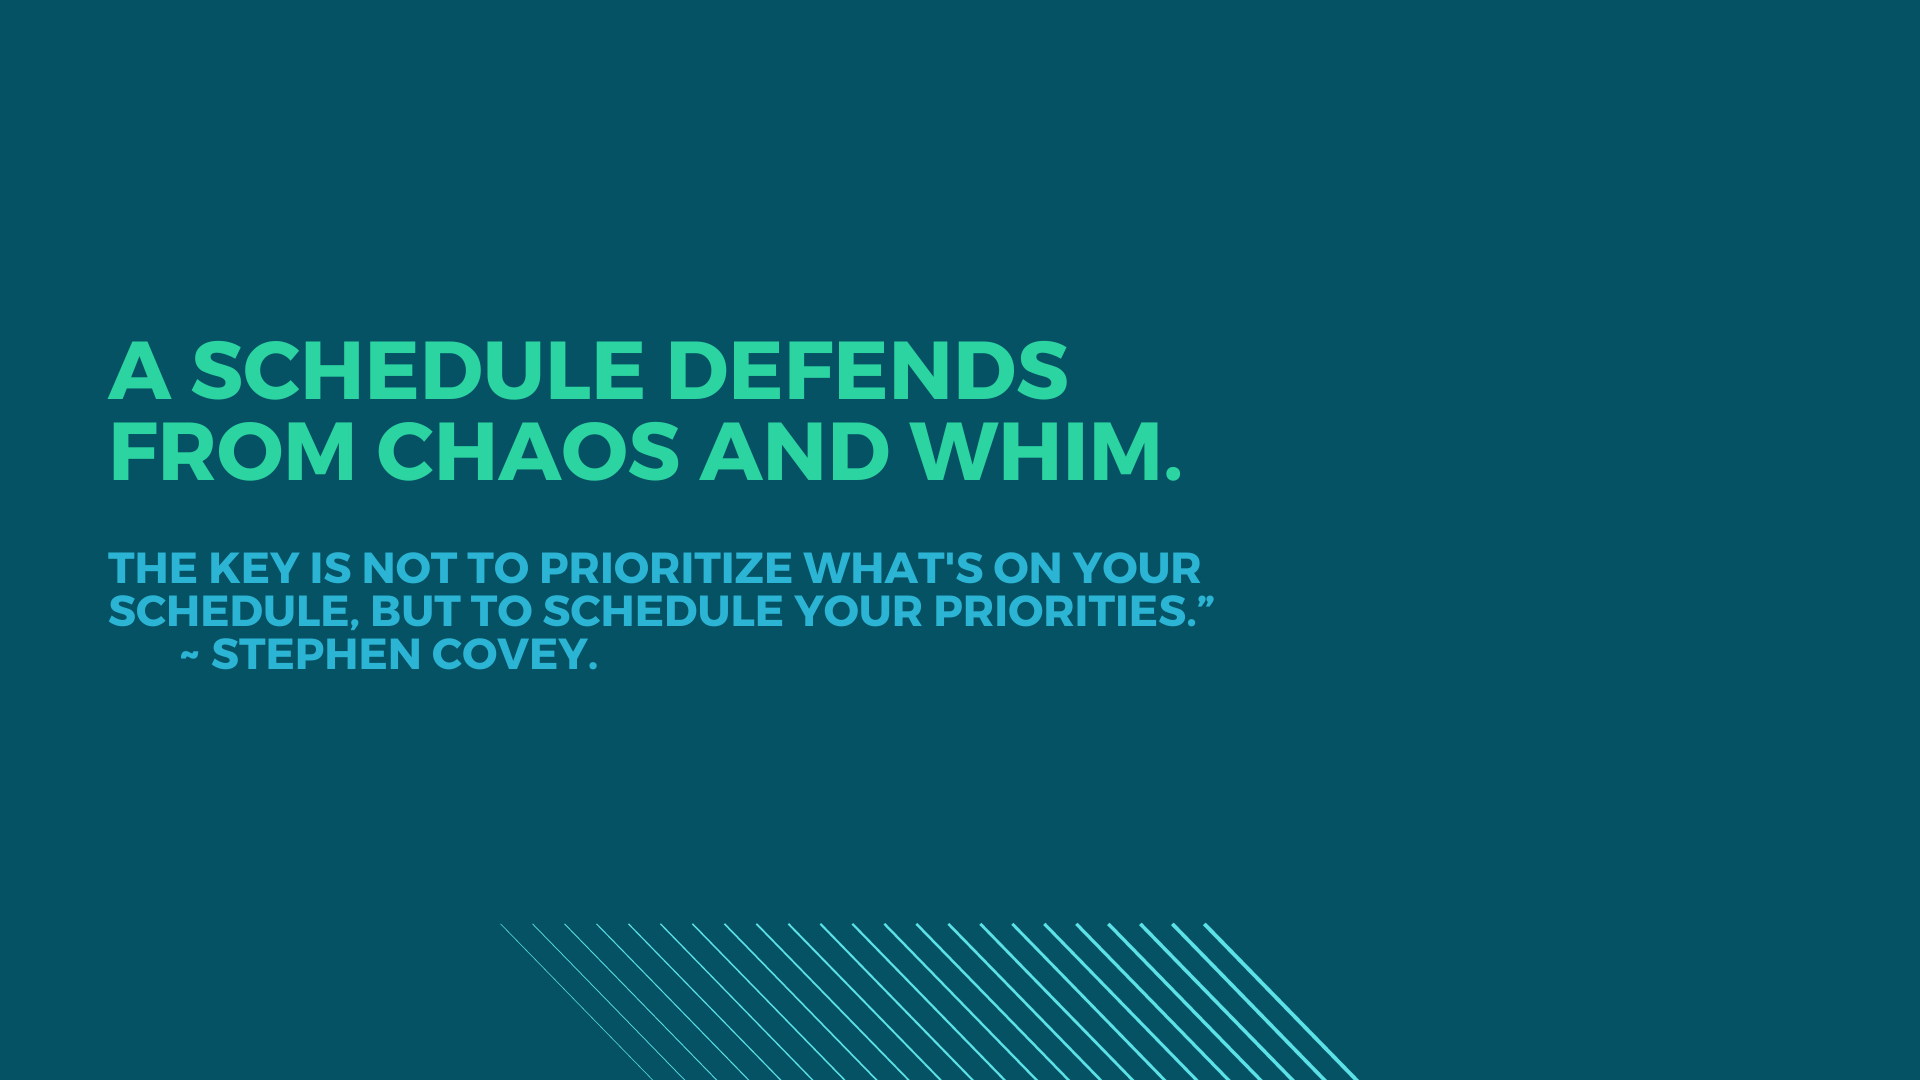 A SCHEDULE DEFENDS
FROM CHAOS AND WHIM.
THE KEY IS NOT TO PRIORITIZE WHAT'S ON YOUR
SCHEDULE, BUT TO SCHEDULE YOUR PRIORITIES.”
~ STEPHEN COVEY.